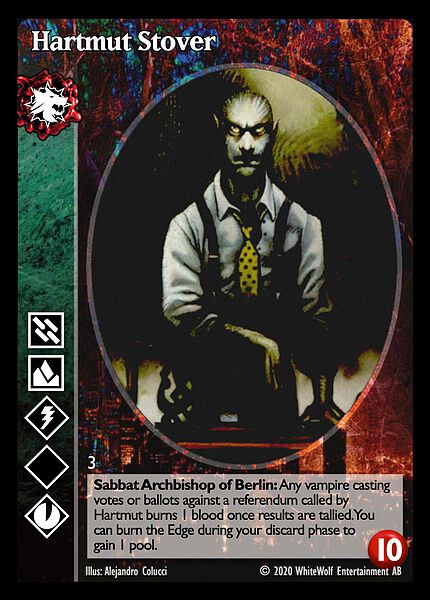 Hartmut Stover
3
Sabbat Archbishop of Berlin: Any vampire casting
votes or ballots against a referendum called by
Hartmut burns 1 blood once results are tallied.You
can burn the Edge during your discard phase to
gain 1 pool.
10
Illus: Alejandro Colucci © 2020 WhiteWolf Entertainment AB